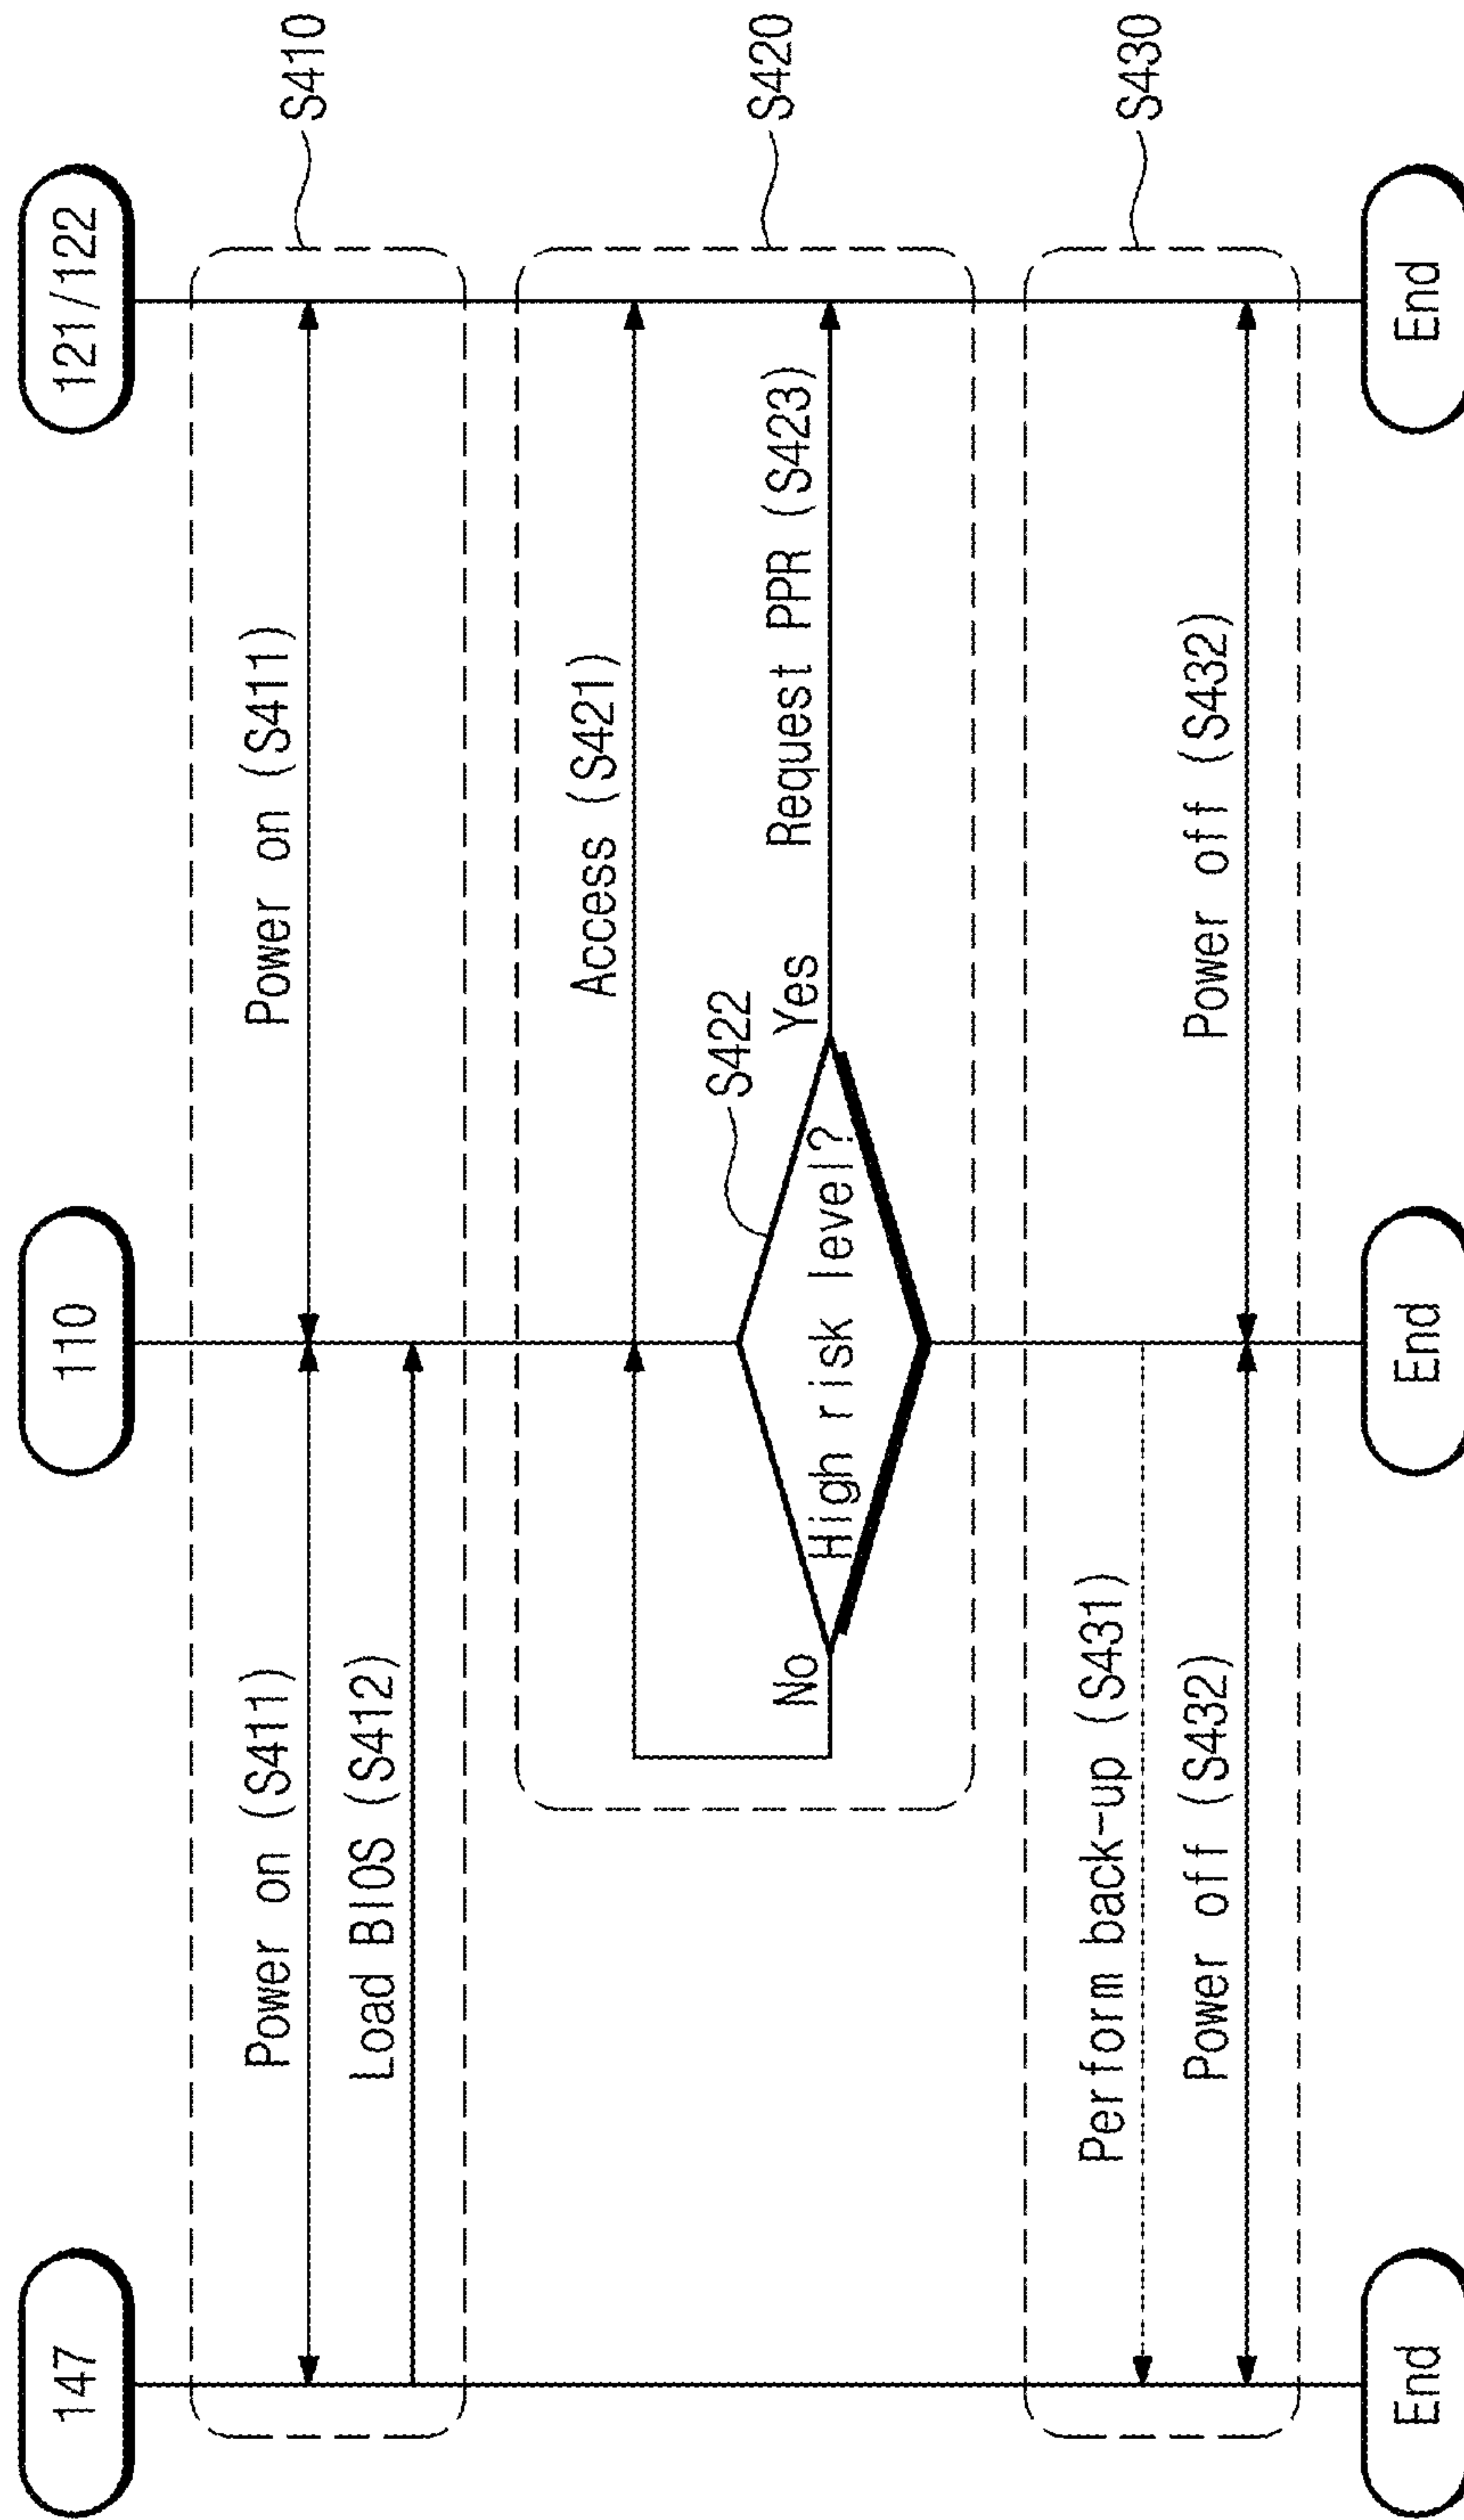 147
110
121/122
Power on (S411)
Power on (S411)
S410
Load BIOS (S412)
Access (S421)
S420
S422
No
High risk level?
Yes
Request PPR (S423)
Perform back-up (S431)
S430
Power off (S432)
Power off (S432)
End
End
End